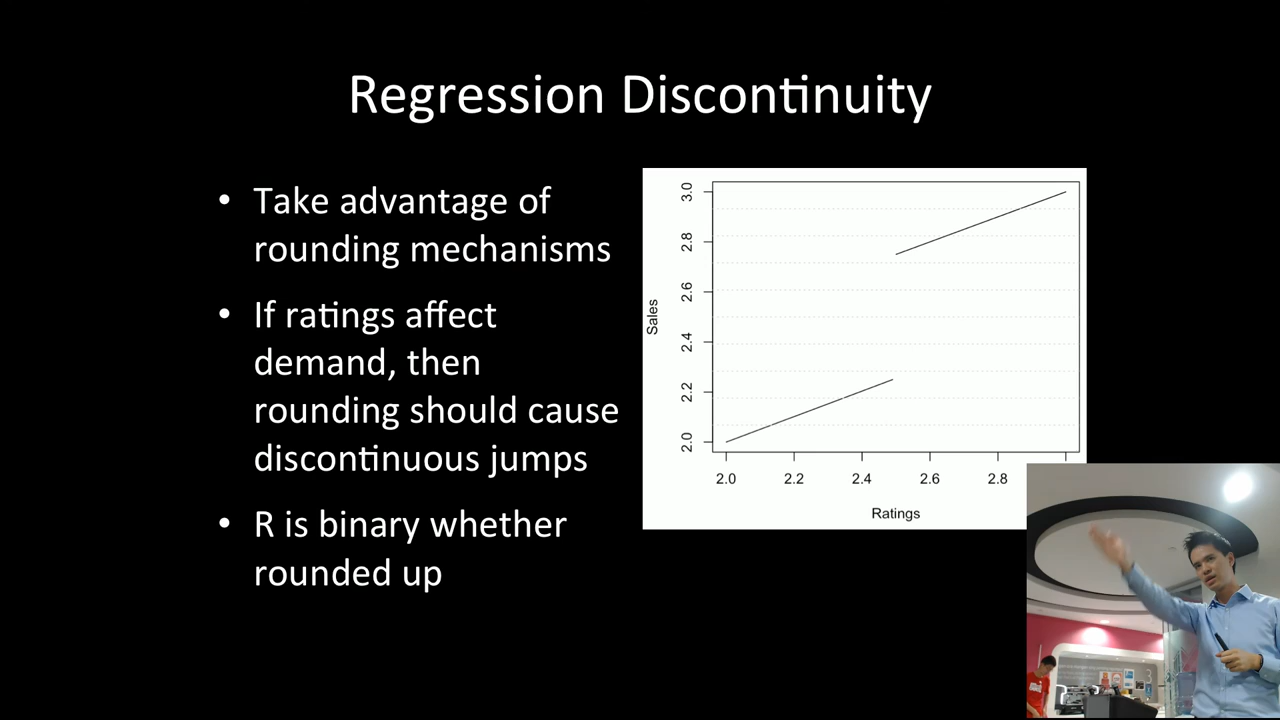 Regression Discontinuity
• Take advantage of
rounding mechanisms
• If ratings affect
demand, then
rounding should cause
discontinuous jumps
• R is binary whether
rounded up
Sales
3.0
2.8
2.6
2.4
2.2
2.0
2.0 2.2 2.4 2.6 2.8
Ratings